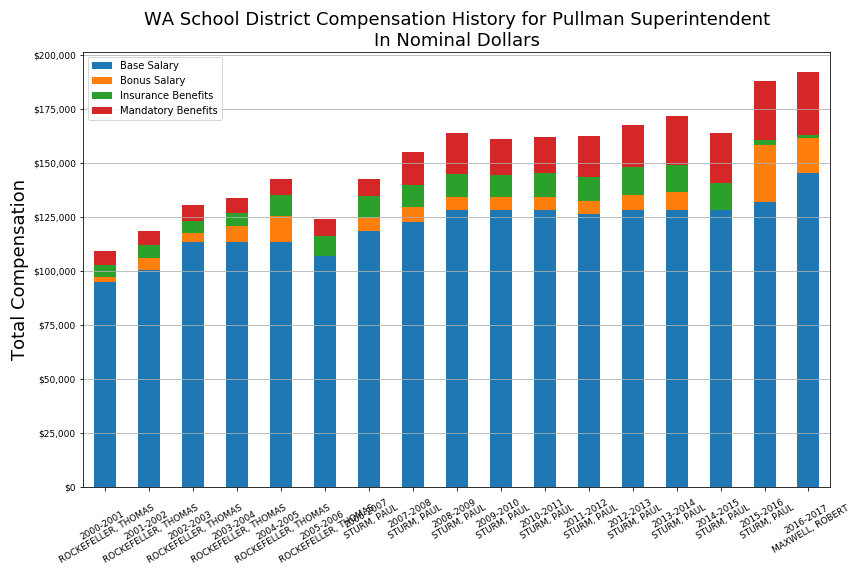 WA School District Compensation History for Pullman Superintendent
In Nominal Dollars
Base Salary
Bonus Salary
Insurance Benefits
Mandatory Benefits
Total Compensation
$200,000
$175,000
$150,000
$125,000
$100,000
$75,000
$50,000
$25,000
$0
2000-2001
ROCKEFELLER, THOMAS
2001-2002
ROCKEFELLER, THOMAS
2002-2003
ROCKEFELLER, THOMAS
2003-2004
ROCKEFELLER, THOMAS
2004-2005
ROCKEFELLER, THOMAS
2005-2006
ROCKEFELLER, THOMAS
2006-2007
STURM, PAUL
2007-2008
STURM, PAUL
2008-2009
STURM, PAUL
2009-2010
STURM, PAUL
2010-2011
STURM, PAUL
2011-2012
STURM, PAUL
2012-2013
STURM, PAUL
2013-2014
STURM, PAUL
2014-2015
STURM, PAUL
2015-2016
STURM, PAUL
2016-2017
MAXWELL, ROBERT